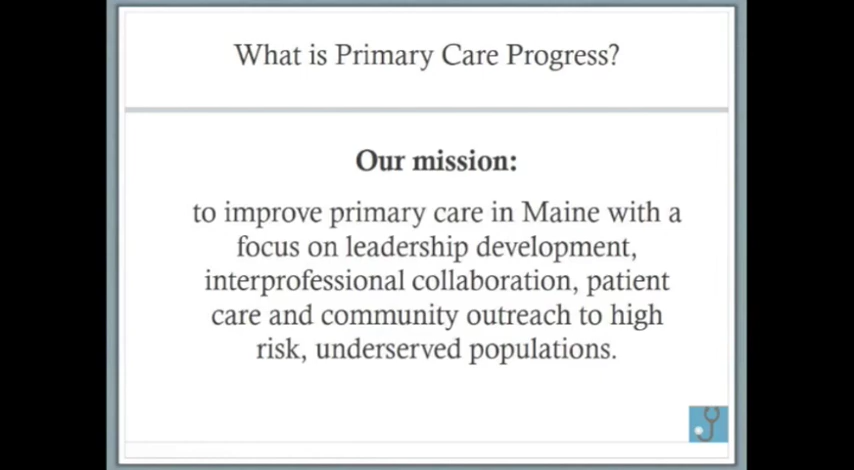 What is Primary Care Progress?
Our mission:
to improve primary care in Maine with a
focus on leadership development,
interprofessional collaboration, patient
care and community outreach to high
risk, underserved populations.